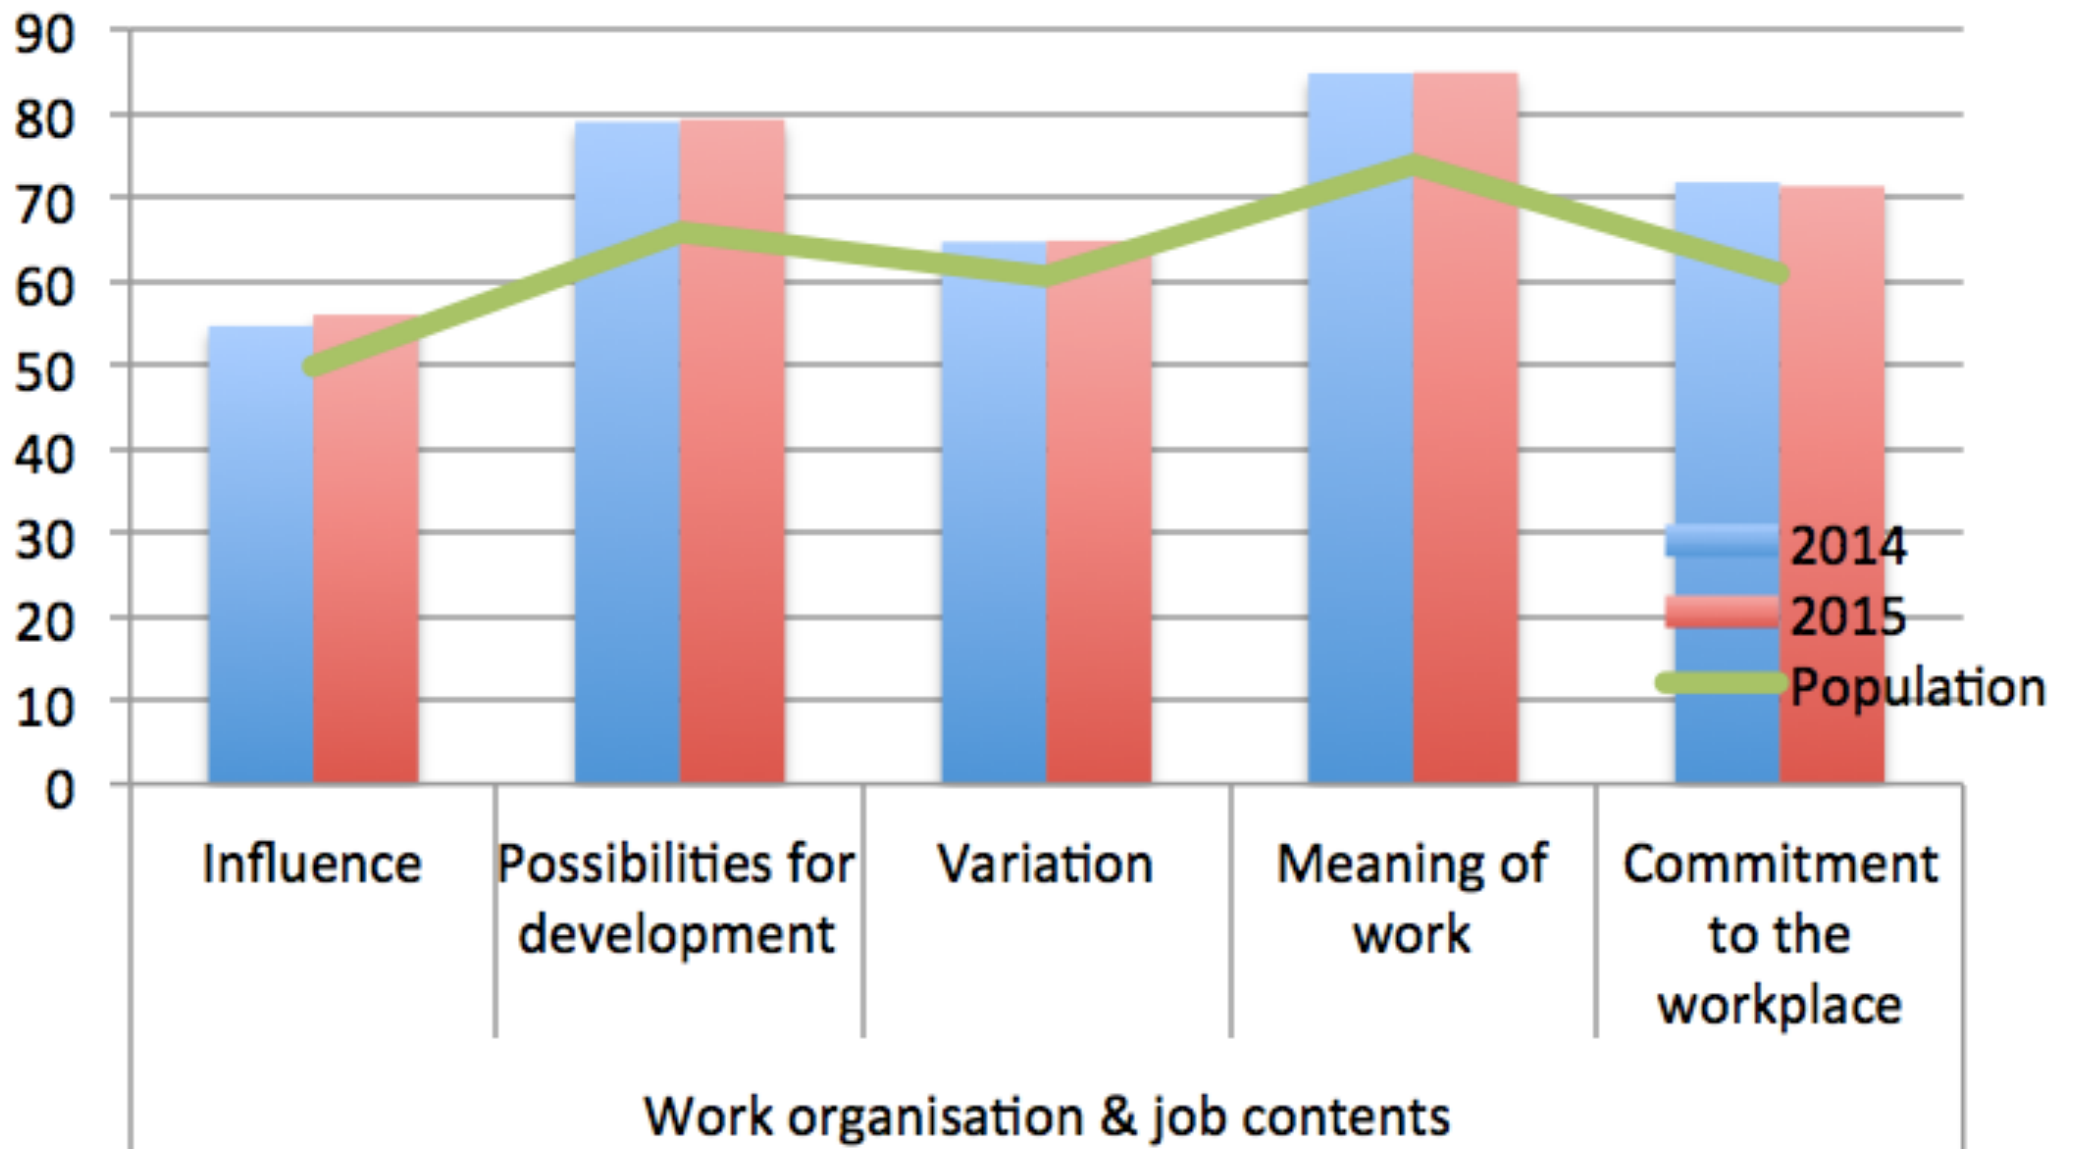 90
80
70
60
50
40
30
20
10
0
2014
2015
Population
Influence
Possibilities for
development
Variation
Meaning of
work
Commitment
to the
workplace
Work organisation & job contents